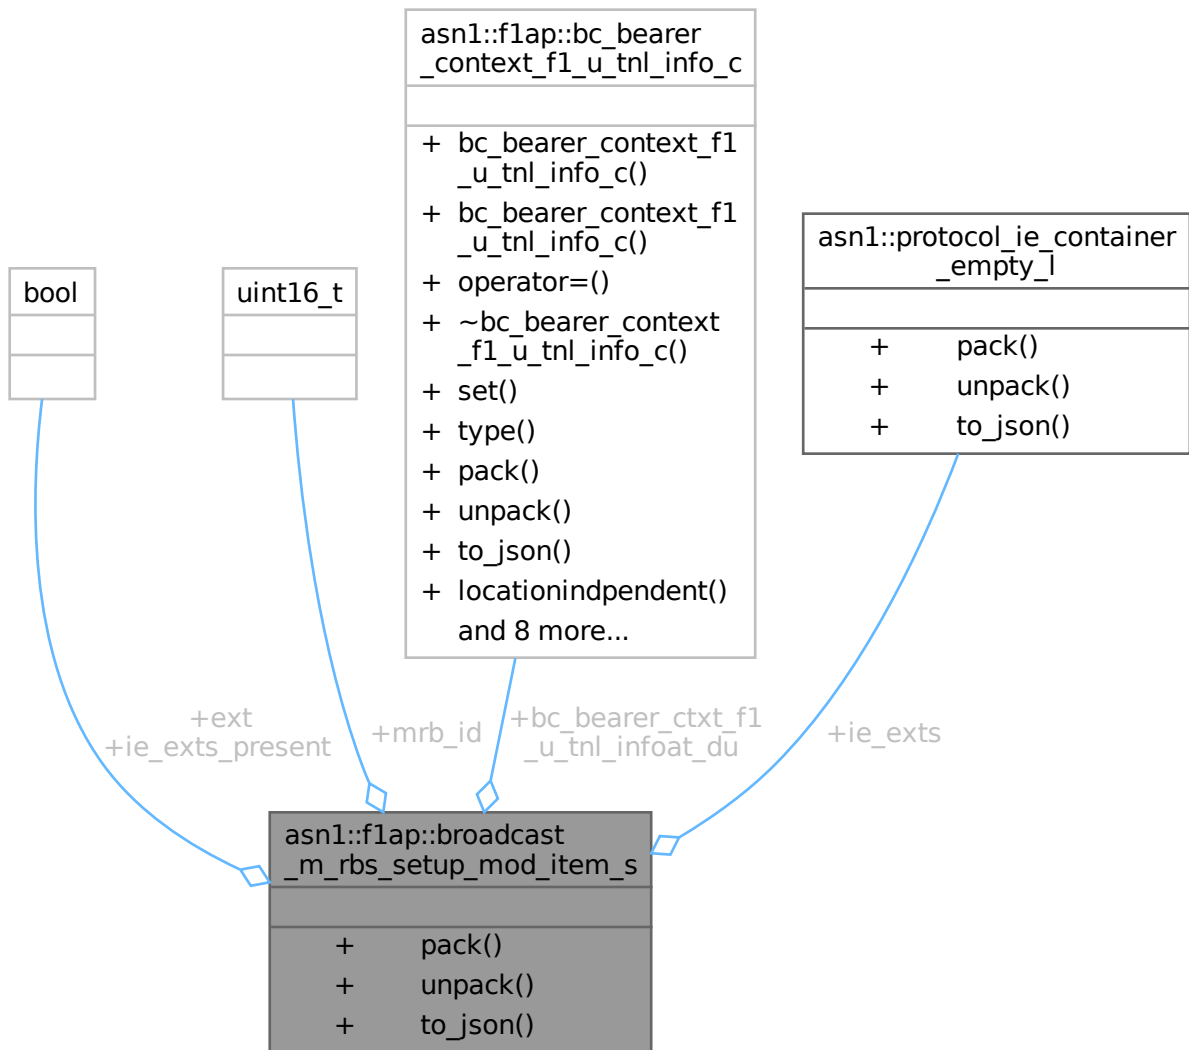 asn1::f1ap::bc_bearer
_context_f1_u_tnl_info_c
+ bc_bearer_context_f1
_u_tnl_info_c()
+ bc_bearer_context_f1
_u_tnl_info_c()
+ operator=()
+ ~bc_bearer_context
_f1_u_tnl_info_c()
+ set()
+ type()
+ pack()
+ unpack()
+ to_json()
+ locationindpendent()
and 8 more...
asn1::protocol_ie_container
_empty_l
+ pack()
+ unpack()
+ to_json()
bool
uint16_t
+ext
+ie_exts_present
+mrb_id
+bc_bearer_ctxt_f1
_u_tnl_infoat_du
+ie_exts
asn1::f1ap::broadcast
_m_rbs_setup_mod_item_s
+ pack()
+ unpack()
+ to_json()